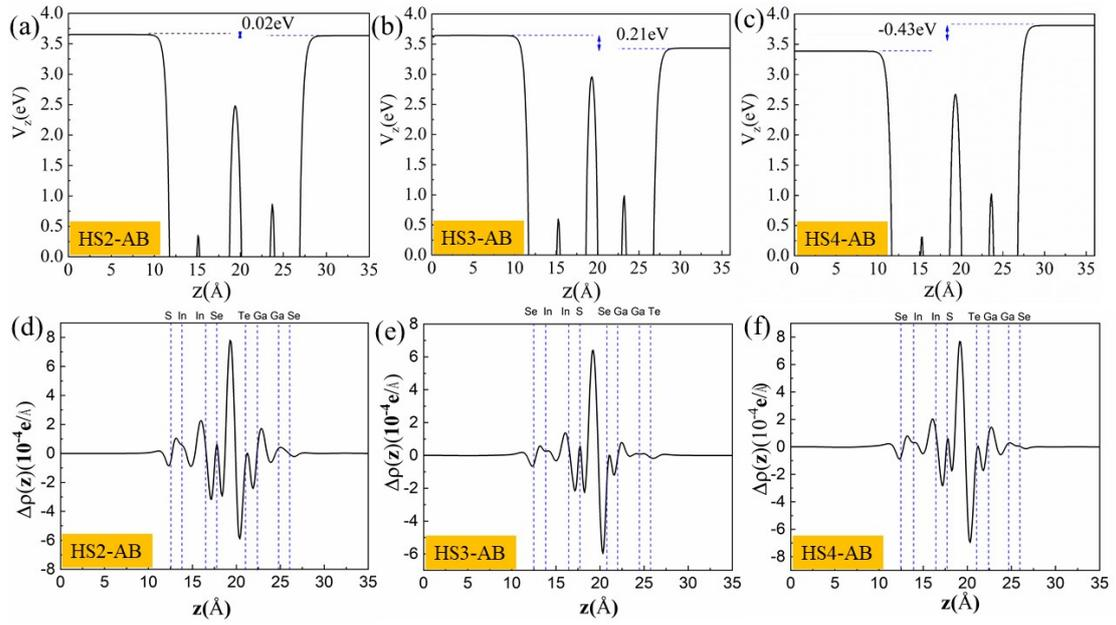 (a)
4.0
3.5
3.0
2.5
2.0
1.5
1.0
0.5
0.0
Vz(eV)
0.02eV
HS2-AB
0 5 10 15 20 25 30 35
z(Å)
(b)
4.0
3.5
3.0
2.5
2.0
1.5
1.0
0.5
0.0
Vz(eV)
0.21eV
HS3-AB
0 5 10 15 20 25 30 35
z(Å)
(c)
4.0
3.5
3.0
2.5
2.0
1.5
1.0
0.5
0.0
Vz(eV)
-0.43eV
HS4-AB
0 5 10 15 20 25 30 35
z(Å)
(d)
S In In Se Te Ga Ga Se
8
6
4
2
0
-2
-4
-6
-8
Δρ(z)(10⁻⁴e/Å)
HS2-AB
0 5 10 15 20 25 30 35
z(Å)
(e)
Se In In S Se Ga Ga Te
8
6
4
2
0
-2
-4
-6
Δρ(z)(10⁻⁴e/Å)
HS3-AB
0 5 10 15 20 25 30 35
z(Å)
(f)
Se In In S Te Ga Ga Se
8
6
4
2
0
-2
-4
-6
-8
Δρ(z)(10⁻⁴e/Å)
HS4-AB
0 5 10 15 20 25 30 35
z(Å)